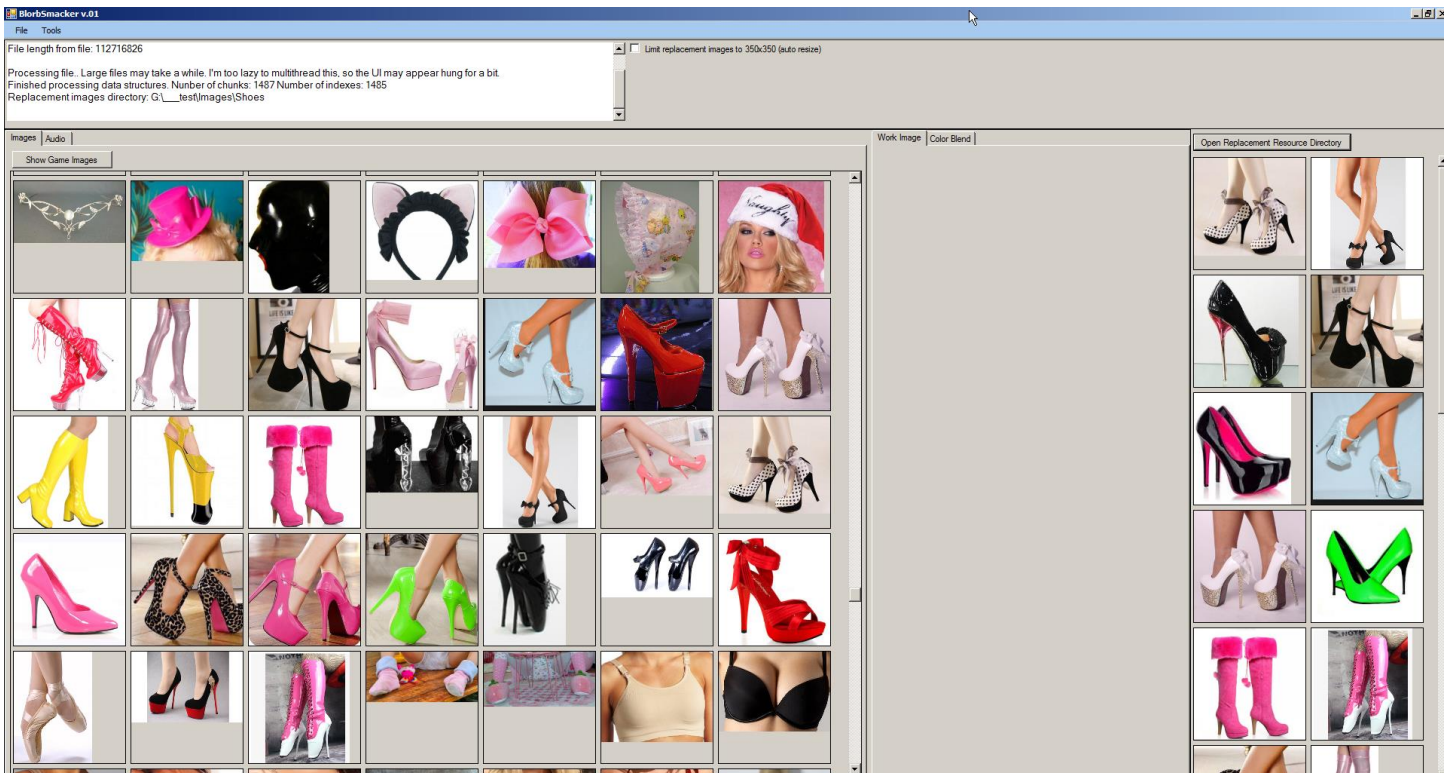 BlorbSmacker v.01
File Tools
File length from file: 112716826
Processing file.. Large files may take a while. I'm too lazy to multithread this, so the UI may appear hung for a bit.
Finished processing data structures. Number of chunks: 1487 Number of indexes: 1485
Replacement images directory: G:\___test\Images\Shoes
Limit replacement images to 350x350 (auto resize)
Images Audio
Show Game Images
Work Image Color Blend
Open Replacement Resource Directory
Naughty